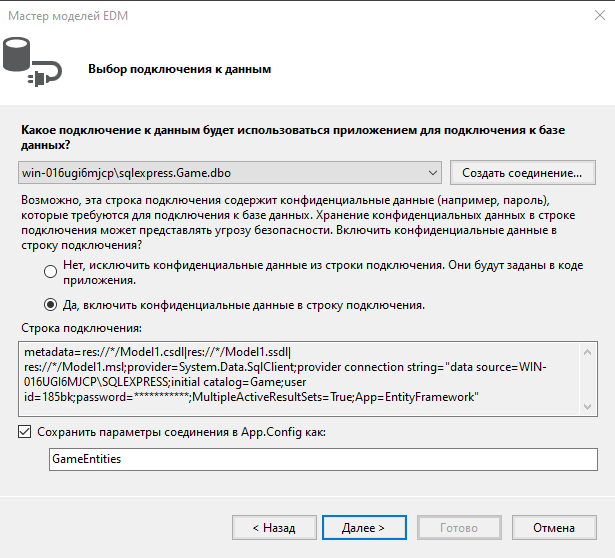 Мастер моделей EDM
Выбор подключения к данным
Какое подключение к данным будет использоваться приложением для подключения к базе
данных?
win-016ugi6mjcp\sqlexpress.Game.dbo
Создать соединение...
Возможно, эта строка подключения содержит конфиденциальные данные (например, пароль),
которые требуются для подключения к базе данных. Хранение конфиденциальных данных в строке
подключения может представлять угрозу безопасности. Включить конфиденциальные данные в
строку подключения?
Нет, исключить конфиденциальные данные из строки подключения. Они будут заданы в коде
приложения.
Да, включить конфиденциальные данные в строку подключения.
Строка подключения:
metadata=res://*/Model1.csdl|res://*/Model1.ssdl|
res://*/Model1.msl;provider=System.Data.SqlClient;provider connection string="data source=WIN-
016UGI6MJCP\SQLEXPRESS;initial catalog=Game;user
id=185bk;password=***********;MultipleActiveResultSets=True;App=EntityFramework"
Сохранить параметры соединения в App.Config как:
GameEntities
< Назад
Далее >
Готово
Отмена